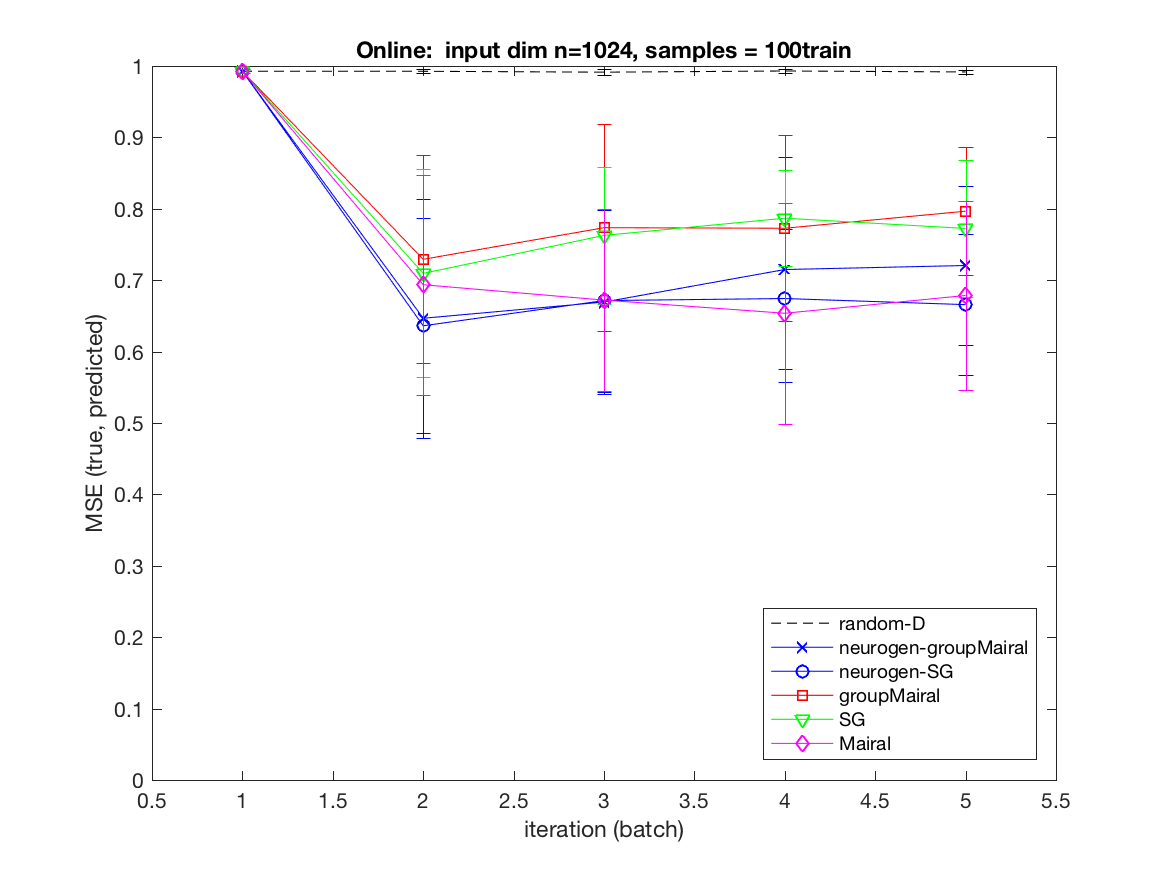 Online:  input dim n=1024, samples = 100train
1
0.9
0.8
0.7
0.6
0.5
0.4
0.3
0.2
0.1
0
MSE (true, predicted)
random-D
neurogen-groupMairal
neurogen-SG
groupMairal
SG
Mairal
0.5 1 1.5 2 2.5 3 3.5 4 4.5 5 5.5
iteration (batch)